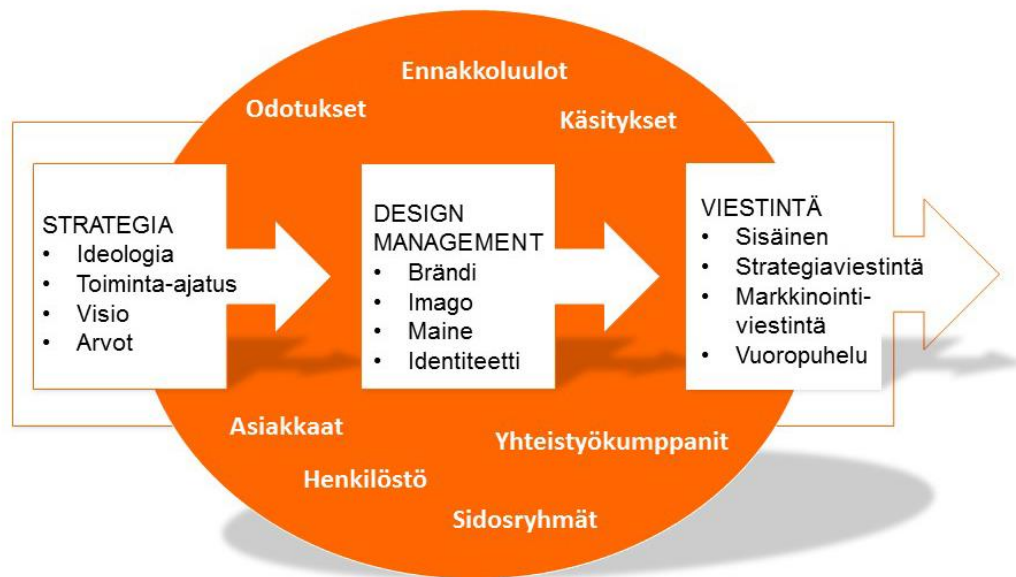 Ennakkoluulot
Odotukset
Käsitykset
STRATEGIA
• Ideologia
• Toiminta-ajatus
• Visio
• Arvot
DESIGN
MANAGEMENT
• Brändi
• Imago
• Maine
• Identiteetti
VIESTINTÄ
• Sisäinen
• Strategiaviestintä
• Markkinointi-
viestintä
• Vuoropuhelu
Asiakkaat
Yhteistyökumppanit
Henkilöstö
Sidosryhmät